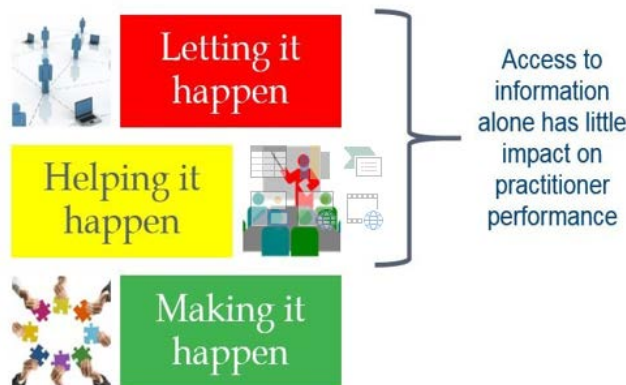 Letting it
happen
Helping it
happen
Making it
happen
Access to
information
alone has little
impact on
practitioner
performance